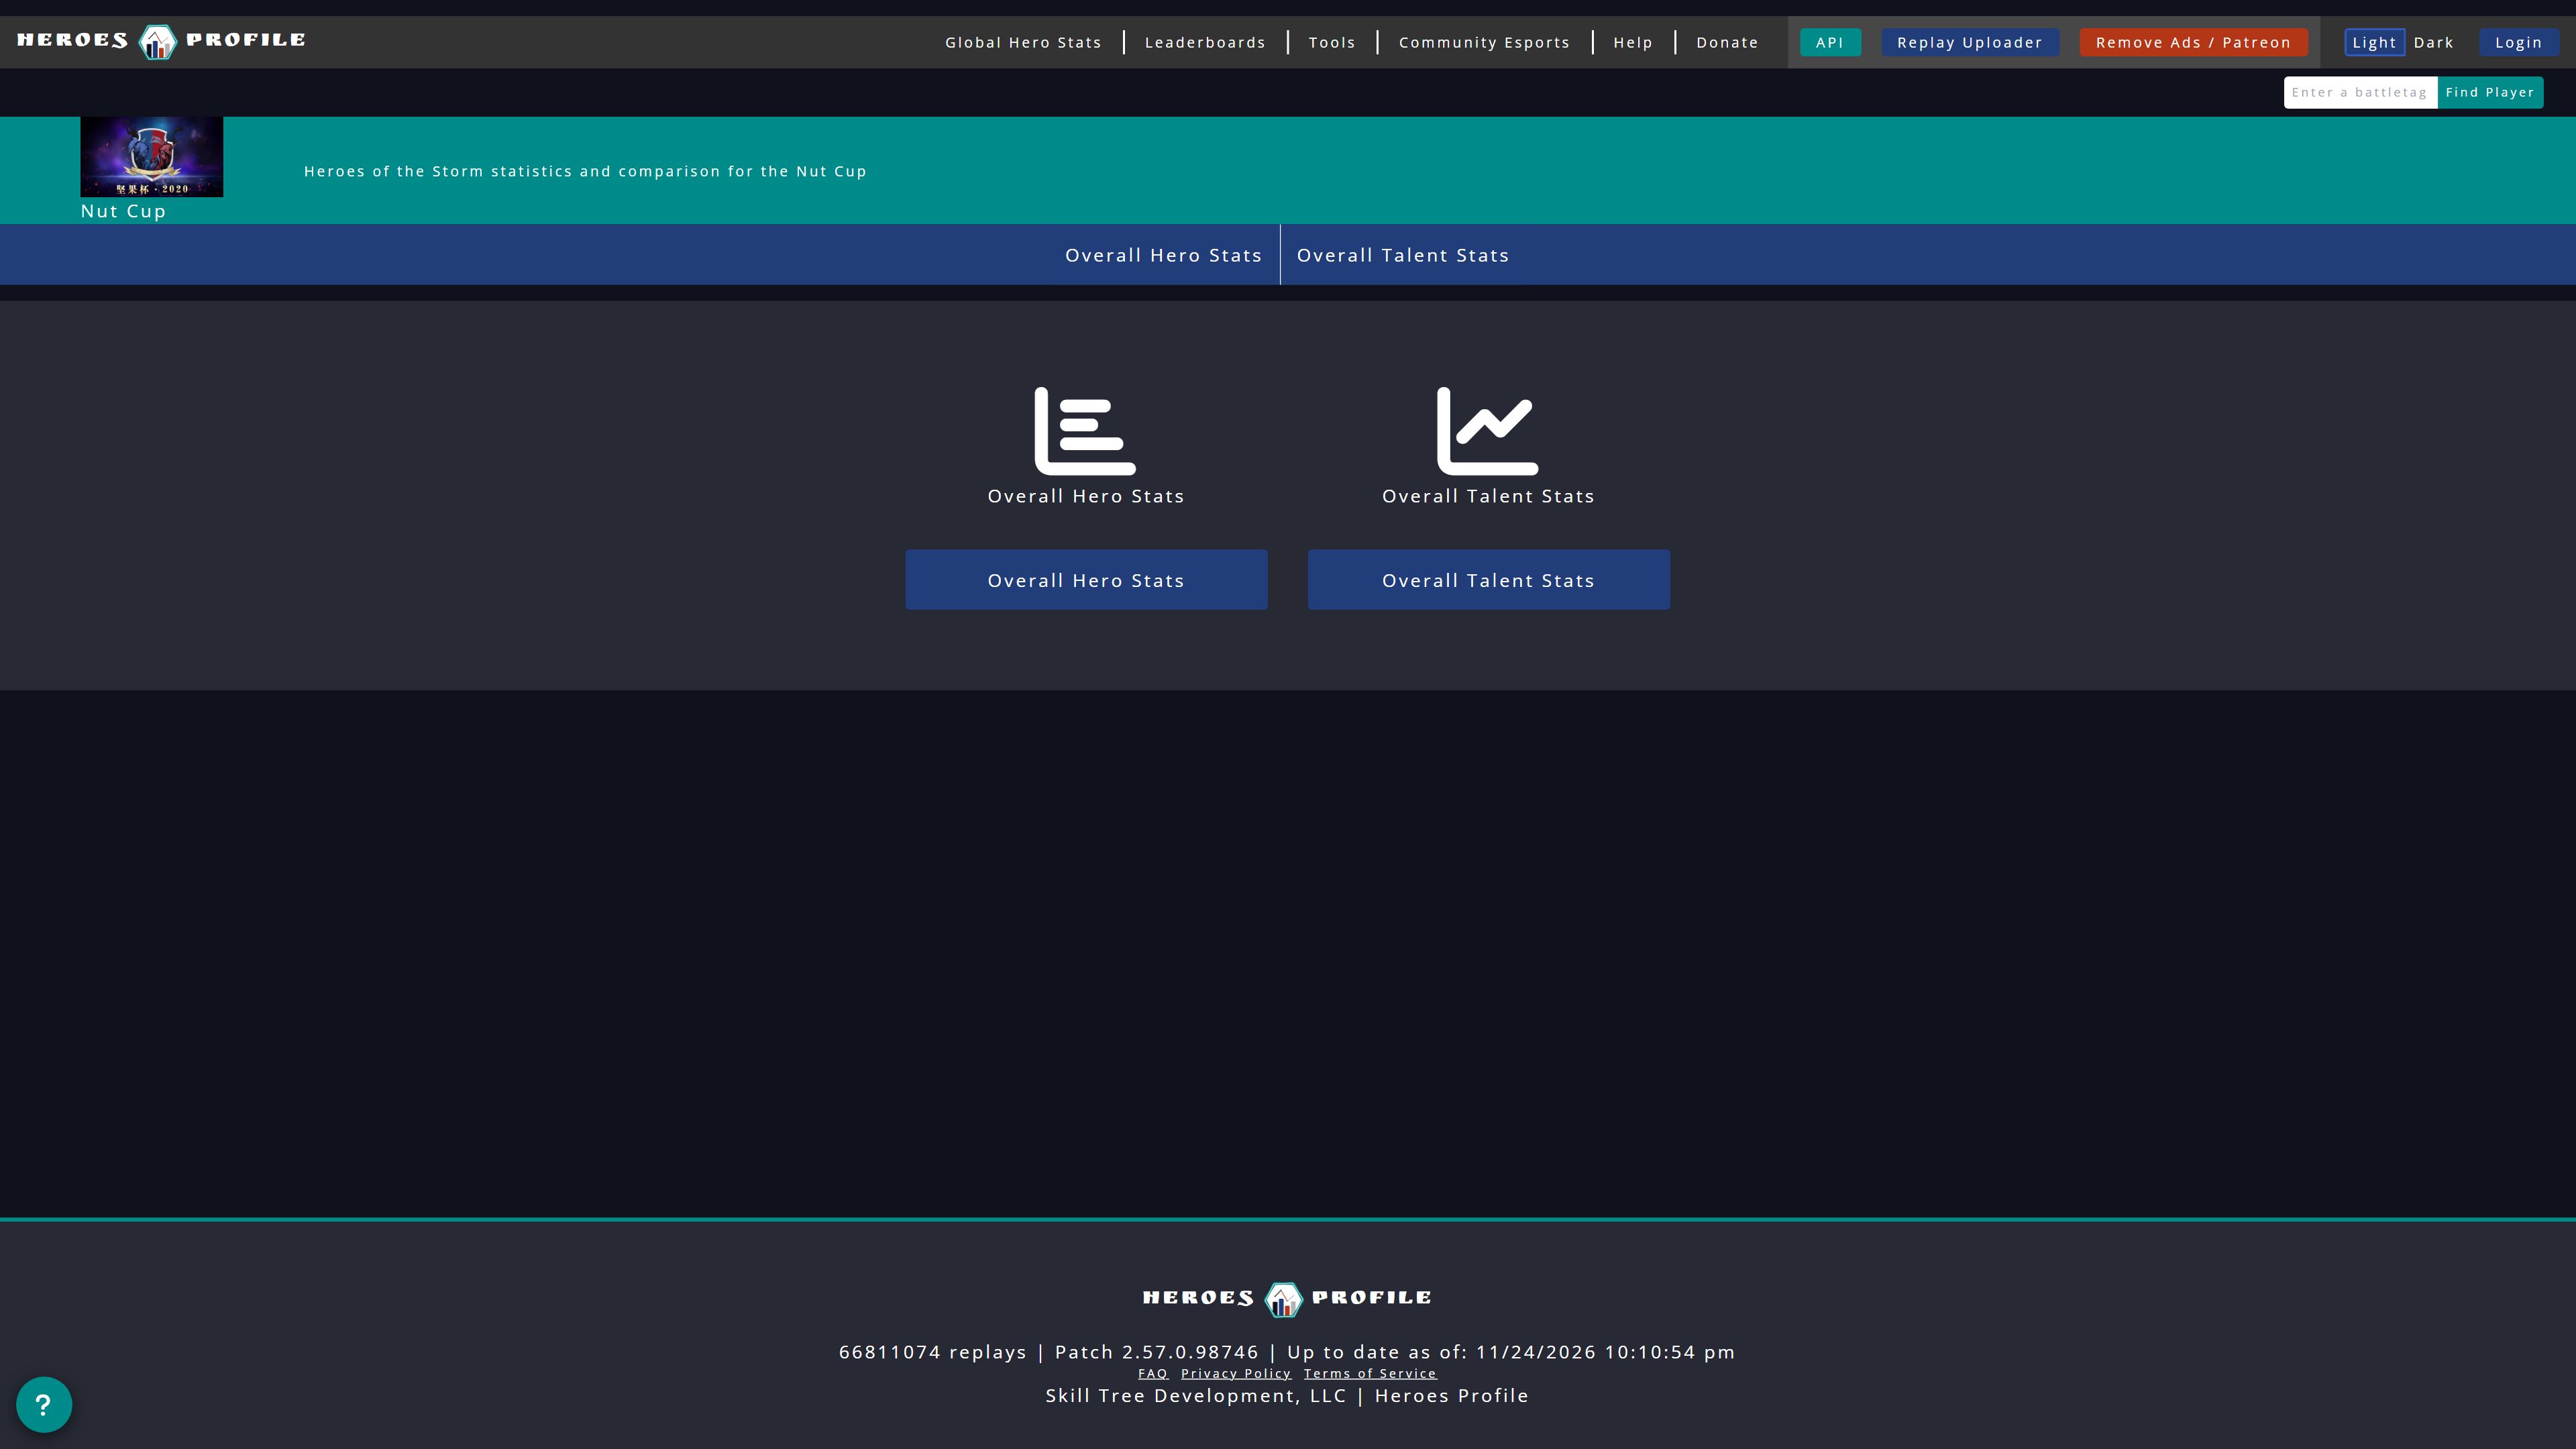 HEROES PROFILE
Global Hero Stats
Leaderboards
Tools
Community Esports
Help
Donate
API
Replay Uploader
Remove Ads / Patreon
Light
Dark
Login
Enter a battletag
Find Player
坚果杯·2020
Nut Cup
Heroes of the Storm statistics and comparison for the Nut Cup
Overall Hero Stats
Overall Talent Stats
Overall Hero Stats
Overall Talent Stats
Overall Hero Stats
Overall Talent Stats
HEROES PROFILE
66811074 replays | Patch 2.57.0.98746 | Up to date as of: 11/24/2026 10:10:54 pm
FAQ Privacy Policy Terms of Service
Skill Tree Development, LLC | Heroes Profile
?